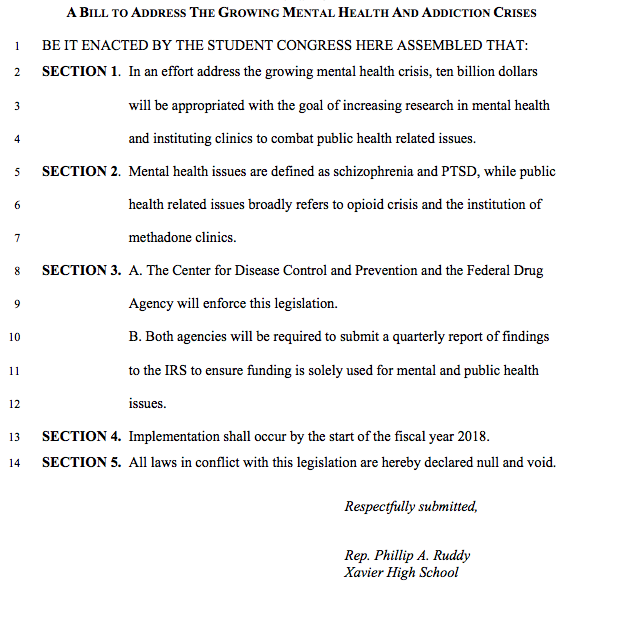 A BILL TO ADDRESS THE GROWING MENTAL HEALTH AND ADDICTION CRISES
1 BE IT ENACTED BY THE STUDENT CONGRESS HERE ASSEMBLED THAT:
2 SECTION 1. In an effort address the growing mental health crisis, ten billion dollars
3 will be appropriated with the goal of increasing research in mental health
4 and instituting clinics to combat public health related issues.
5 SECTION 2. Mental health issues are defined as schizophrenia and PTSD, while public
6 health related issues broadly refers to opioid crisis and the institution of
7 methadone clinics.
8 SECTION 3. A. The Center for Disease Control and Prevention and the Federal Drug
9 Agency will enforce this legislation.
10 B. Both agencies will be required to submit a quarterly report of findings
11 to the IRS to ensure funding is solely used for mental and public health
12 issues.
13 SECTION 4. Implementation shall occur by the start of the fiscal year 2018.
14 SECTION 5. All laws in conflict with this legislation are hereby declared null and void.
Respectfully submitted,
Rep. Phillip A. Ruddy
Xavier High School